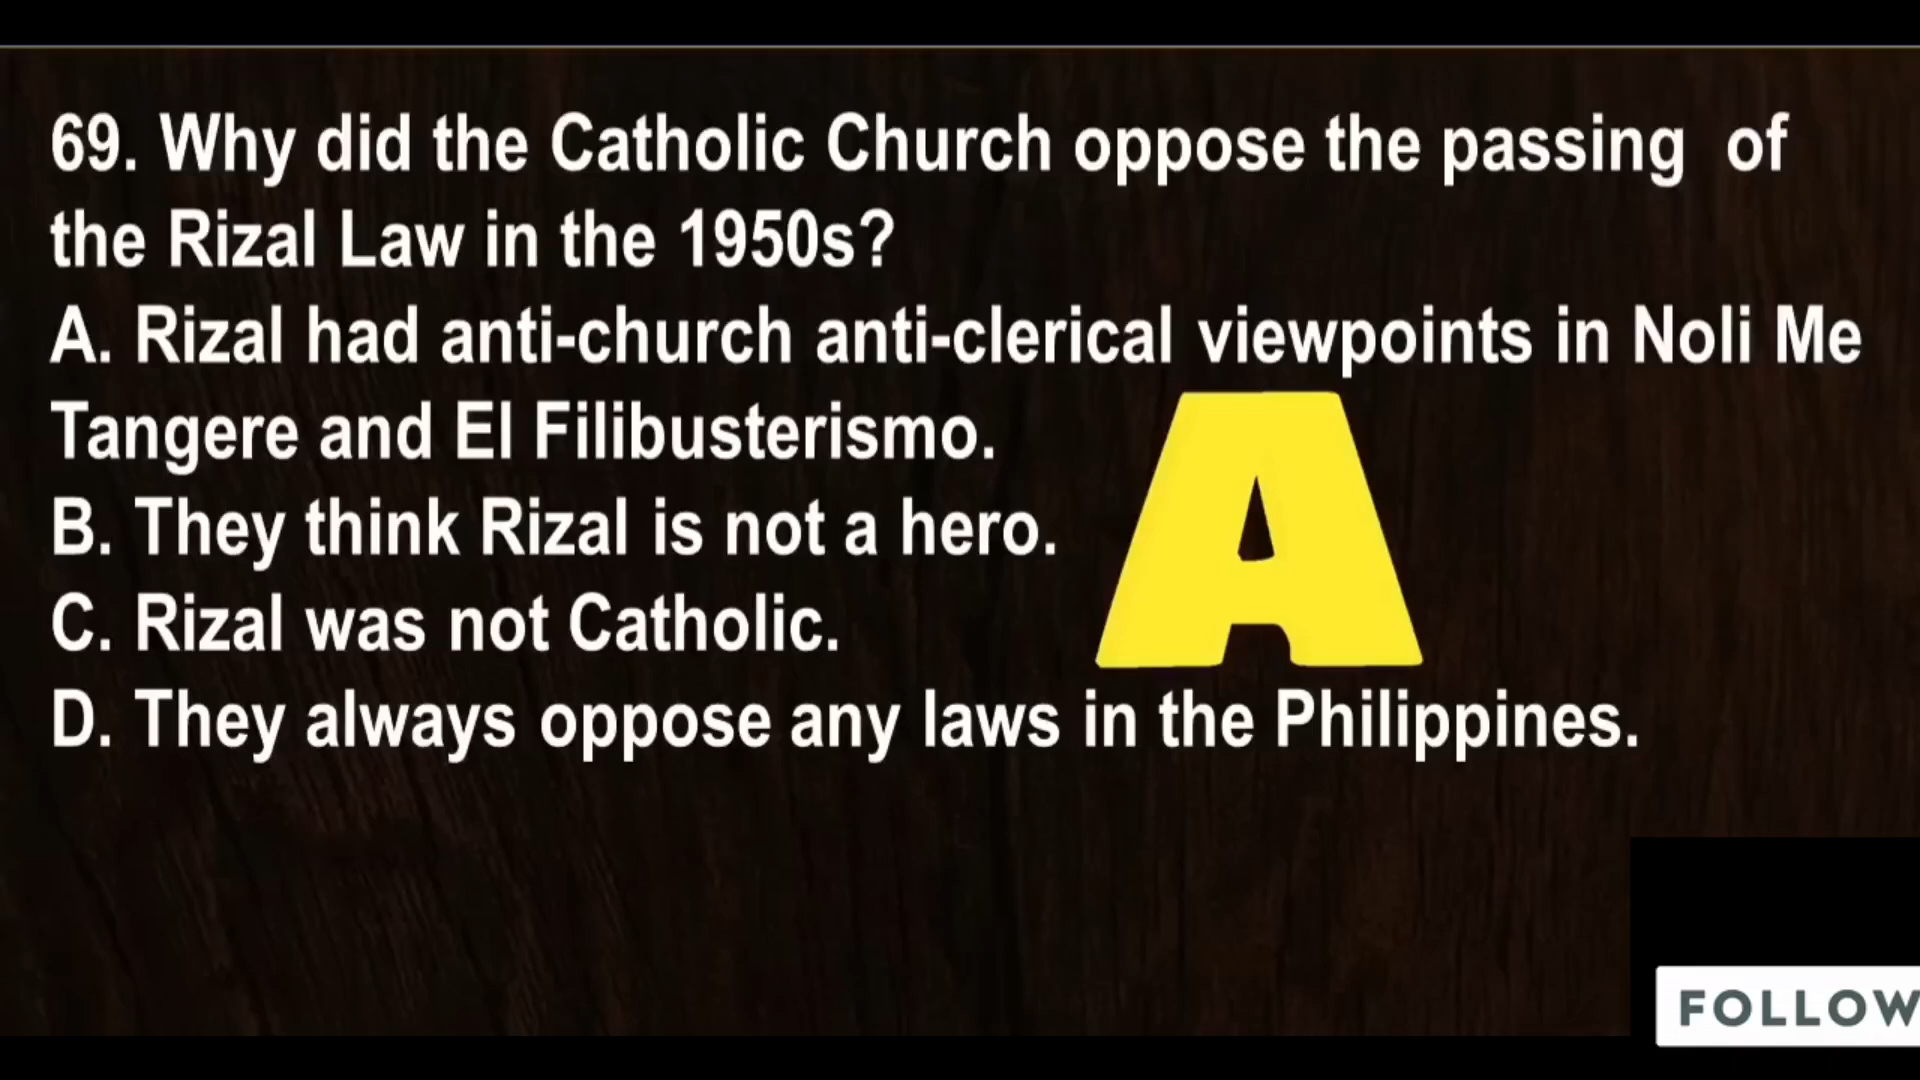 69. Why did the Catholic Church oppose the passing of
the Rizal Law in the 1950s?
A. Rizal had anti-church anti-clerical viewpoints in Noli Me
Tangere and El Filibusterismo.
B. They think Rizal is not a hero.
C. Rizal was not Catholic.
D. They always oppose any laws in the Philippines.
A
FOLLOW